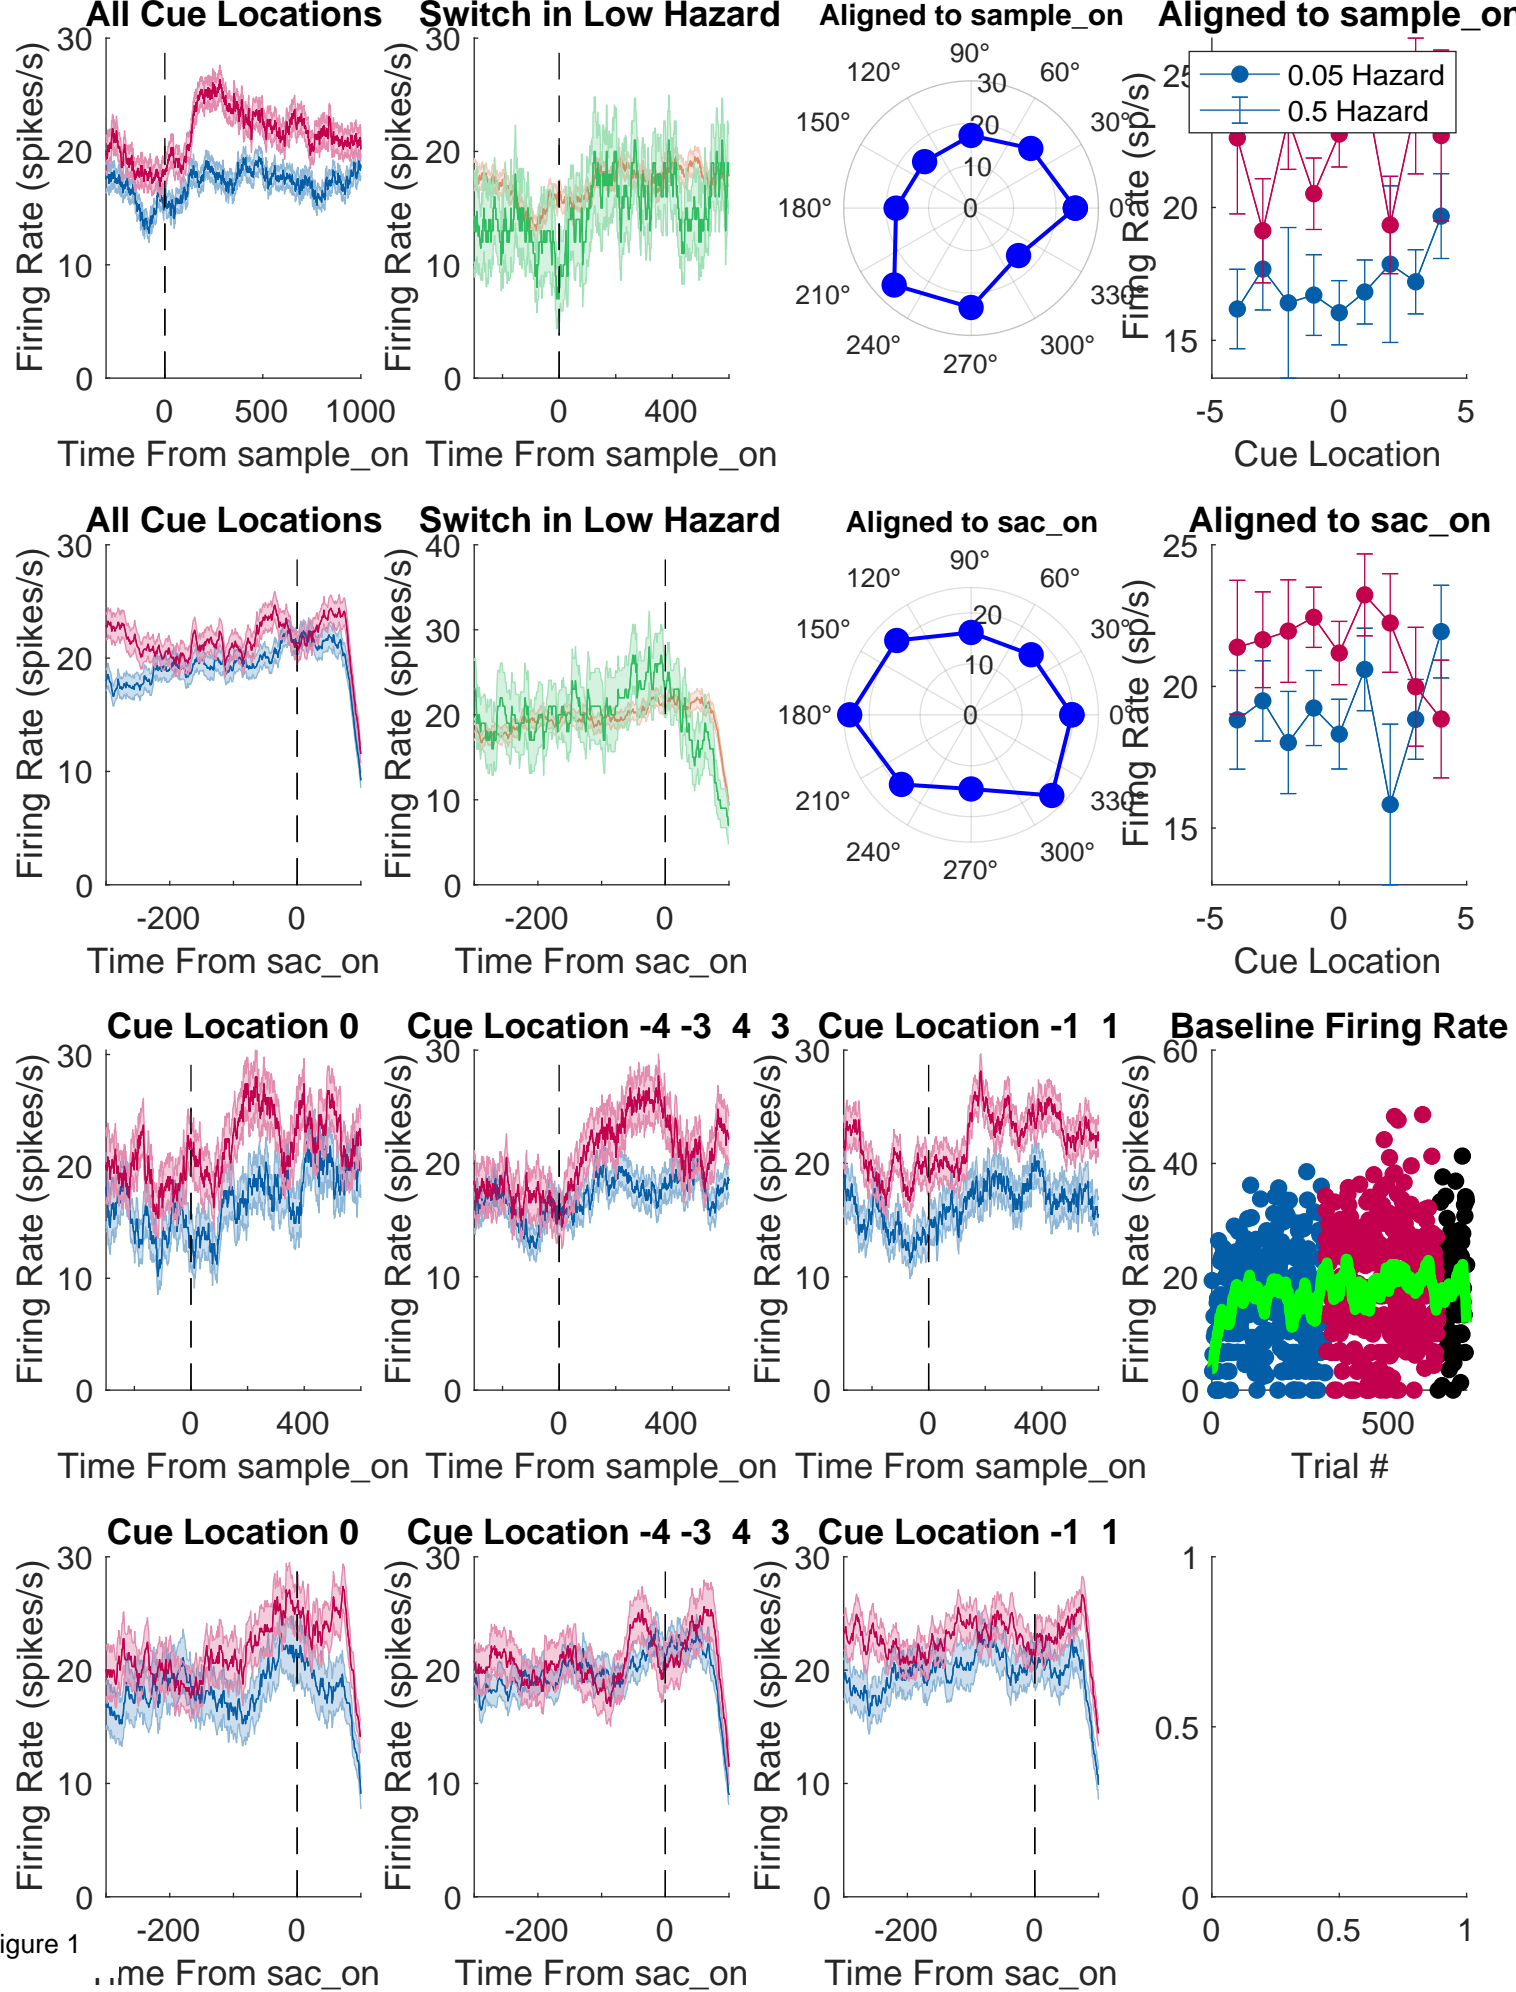 All Cue Locations
Firing Rate (spikes/s)
30
20
10
0
0 500 1000
Time From sample_on
Switch in Low Hazard
Firing Rate (spikes/s)
30
20
10
0
0 400
Time From sample_on
Aligned to sample_on
90°
120° 60°
150° 30°
180° 0°
210° 330°
240° 300°
270°
30
20
10
0
Aligned to sample_on
0.05 Hazard
0.5 Hazard
Firing Rate (sp/s)
25
20
15
-5 0 5
Cue Location
All Cue Locations
Firing Rate (spikes/s)
30
20
10
0
-200 0
Time From sac_on
Switch in Low Hazard
Firing Rate (spikes/s)
40
30
20
10
0
-200 0
Time From sac_on
Aligned to sac_on
90°
120° 60°
150° 30°
180° 0°
210° 330°
240° 300°
270°
20
10
0
Aligned to sac_on
Firing Rate (sp/s)
25
20
15
-5 0 5
Cue Location
Cue Location 0
Firing Rate (spikes/s)
30
20
10
0
0 400
Time From sample_on
Cue Location -4 -3 4 3
Firing Rate (spikes/s)
30
20
10
0
0 400
Time From sample_on
Cue Location -1 1
Firing Rate (spikes/s)
30
20
10
0
0 400
Time From sample_on
Baseline Firing Rate
Firing Rate (spikes/s)
60
40
20
0
0 500
Trial #
Cue Location 0
Firing Rate (spikes/s)
30
20
10
0
-200 0
Time From sac_on
Cue Location -4 -3 4 3
Firing Rate (spikes/s)
30
20
10
0
-200 0
Time From sac_on
Cue Location -1 1
Firing Rate (spikes/s)
30
20
10
0
-200 0
Time From sac_on
1
0.5
0
0 0.5 1
igure 1